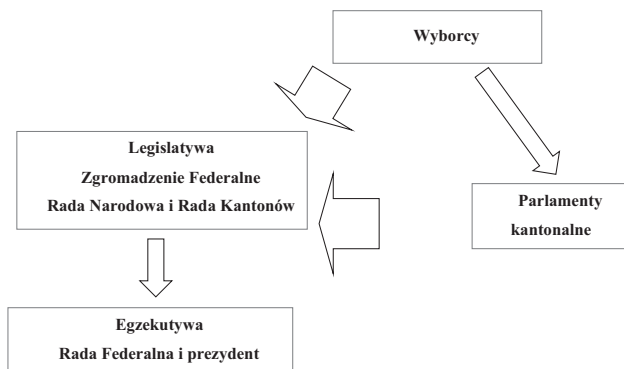 Wyborcy
Legislatywa
Zgromadzenie Federalne
Rada Narodowa i Rada Kantonów
Parlamenty
kantonalne
Egzekutywa
Rada Federalna i prezydent